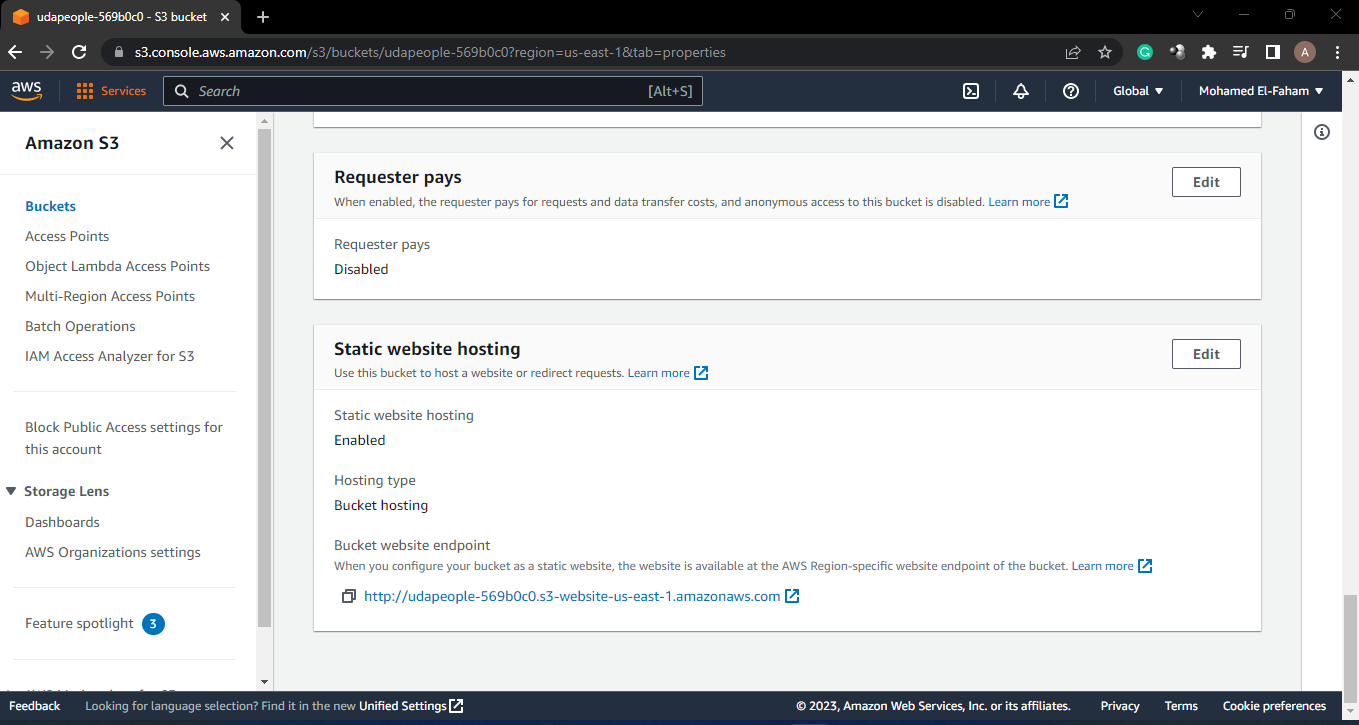 udapeople-569b0c0 - S3 bucket
s3.console.aws.amazon.com/s3/buckets/udapeople-569b0c0?region=us-east-1&tab=properties
A
aws
Services
Search
[Alt+S]
Global
Mohamed El-Faham
Amazon S3
Buckets
Access Points
Object Lambda Access Points
Multi-Region Access Points
Batch Operations
IAM Access Analyzer for S3
Block Public Access settings for
this account
Storage Lens
Dashboards
AWS Organizations settings
Feature spotlight 3
Requester pays
Edit
When enabled, the requester pays for requests and data transfer costs, and anonymous access to this bucket is disabled. Learn more
Requester pays
Disabled
Static website hosting
Edit
Use this bucket to host a website or redirect requests. Learn more
Static website hosting
Enabled
Hosting type
Bucket hosting
Bucket website endpoint
When you configure your bucket as a static website, the website is available at the AWS Region-specific website endpoint of the bucket. Learn more
http://udapeople-569b0c0.s3-website-us-east-1.amazonaws.com
Feedback
Looking for language selection? Find it in the new Unified Settings
© 2023, Amazon Web Services, Inc. or its affiliates.
Privacy
Terms
Cookie preferences